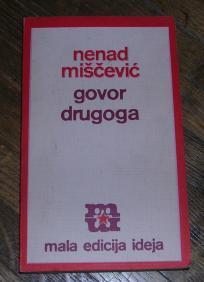 nenad
miščević
govor
drugoga
mala edicija ideja